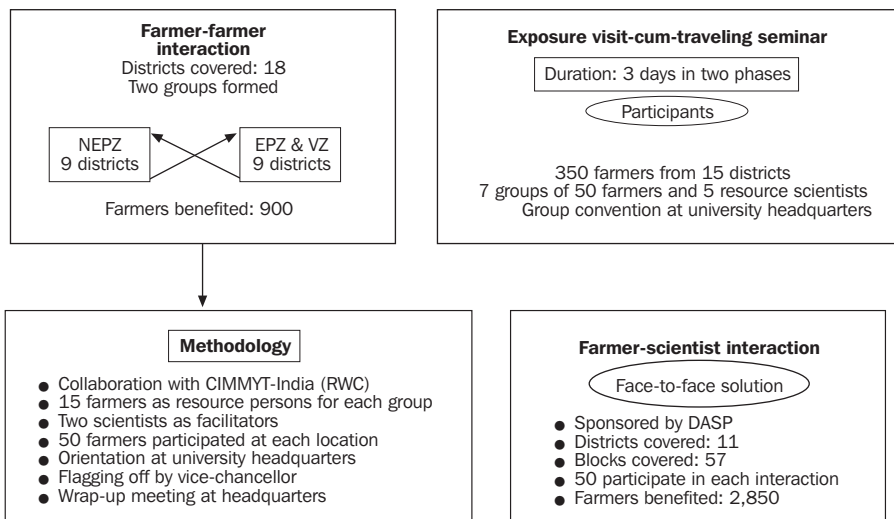 Farmer-farmer
interaction
Districts covered: 18
Two groups formed
NEPZ
9 districts
EPZ & VZ
9 districts
Farmers benefited: 900
Exposure visit-cum-traveling seminar
Duration: 3 days in two phases
Participants
350 farmers from 15 districts
7 groups of 50 farmers and 5 resource scientists
Group convention at university headquarters
Methodology
● Collaboration with CIMMYT-India (RWC)
● 15 farmers as resource persons for each group
● Two scientists as facilitators
● 50 farmers participated at each location
● Orientation at university headquarters
● Flagging off by vice-chancellor
● Wrap-up meeting at headquarters
Farmer-scientist interaction
Face-to-face solution
● Sponsored by DASP
● Districts covered: 11
● Blocks covered: 57
● 50 participate in each interaction
● Farmers benefited: 2,850